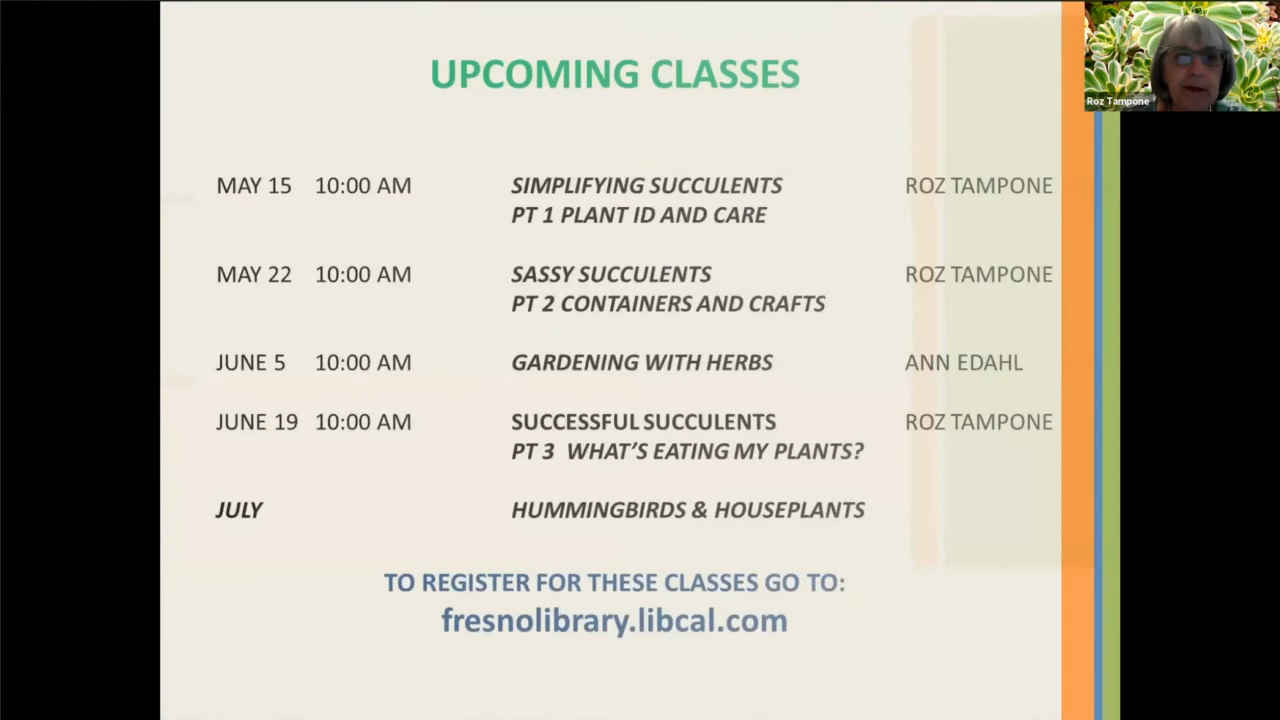 UPCOMING CLASSES
Roz Tampone
MAY 15 10:00 AM SIMPLIFYING SUCCULENTS ROZ TAMPONE
PT 1 PLANT ID AND CARE
MAY 22 10:00 AM SASSY SUCCULENTS ROZ TAMPONE
PT 2 CONTAINERS AND CRAFTS
JUNE 5 10:00 AM GARDENING WITH HERBS ANN EDAHL
JUNE 19 10:00 AM SUCCESSFUL SUCCULENTS ROZ TAMPONE
PT 3 WHAT'S EATING MY PLANTS?
JULY HUMMINGBIRDS & HOUSEPLANTS
TO REGISTER FOR THESE CLASSES GO TO:
fresnolibrary.libcal.com